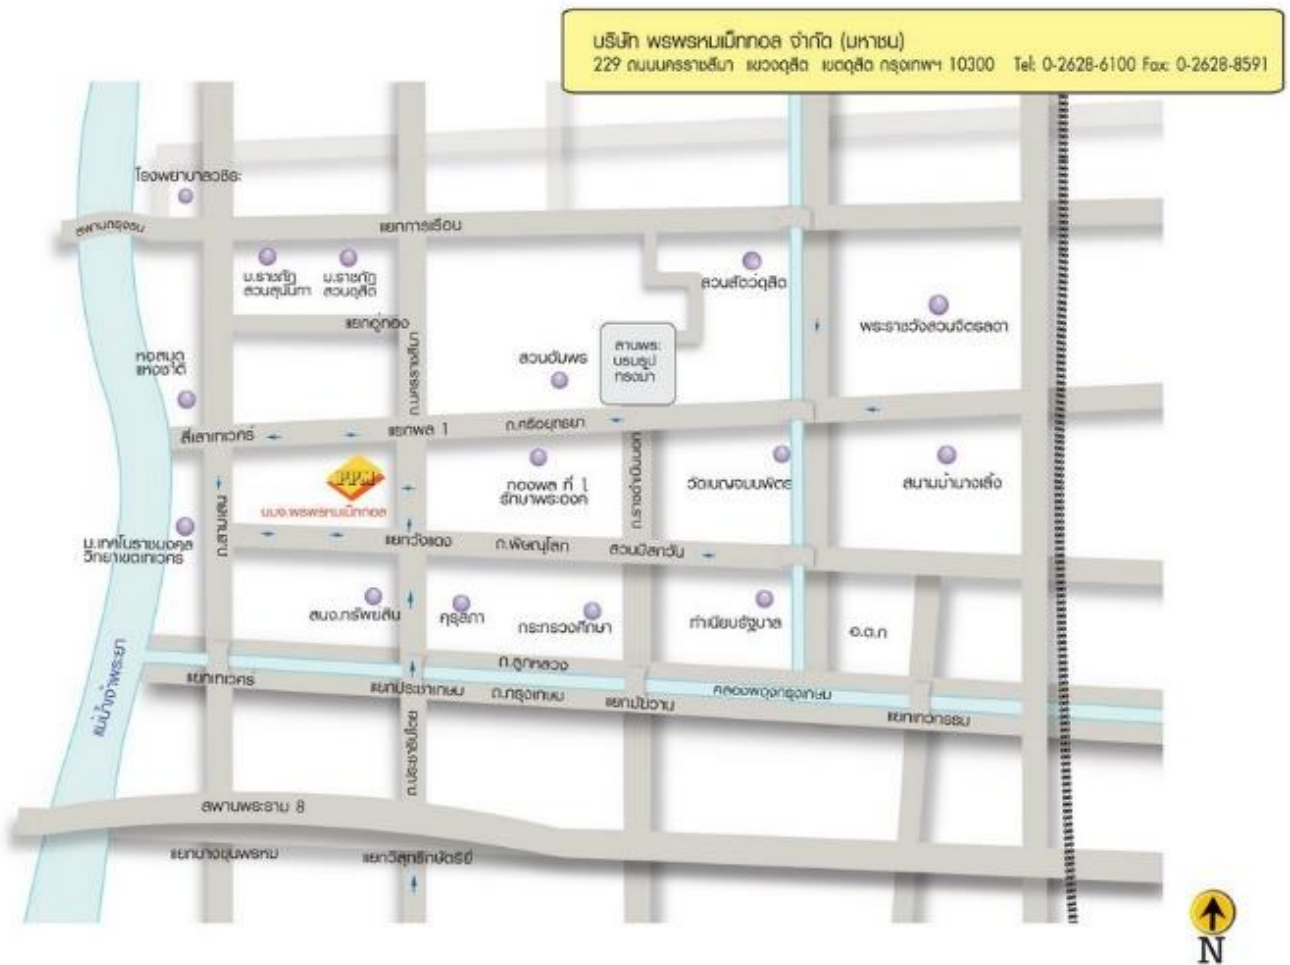 บริษัท พรพรหมเม็ททอล จำกัด (มหาชน)
229 ถนนนครราชสีมา แขวงดุสิต เขตดุสิต กรุงเทพฯ 10300 Tel: 0-2628-6100 Fax: 0-2628-8591
โรงพยาบาลวชิระ
สพานกรุงธน
แยกการเรือน
ม.ราชภัฏ
สวนสุนันทา
ม.ราชภัฏ
สวนดุสิต
สวนสัตว์ดุสิต
พระราชวังสวนจิตรลดา
แยกอู่ทอง
ถ.นครราชสีมา
หอสมุด
แห่งชาติ
สวนอัมพร
ลานพระ
บรมรูป
ทรงม้า
สี่เสาเทเวศร์
แยกพล 1
ถ.ศรีอยุธยา
PPM
บมจ.พรพรหมเม็ททอล
กองพล ที่ 1
รักษาพระองค์
ถ.ราชดำเนินนอก
วัดเบญจมบพิตร
สนามม้านางเลิ้ง
ถ.สามเสน
ม.เทคโนราชมงคล
วิทยาเขตเทเวศร์
แยกวังแดง
ถ.พิษณุโลก
สวนมิสกวัน
สนง.ทรัพย์สิน
คุรุสภา
กระทรวงศึกษา
ทำเนียบรัฐบาล
อ.ต.ก
แม่น้ำเจ้าพระยา
ถ.ลูกหลวง
แยกเทเวศร์
แยกประชาเกษม
ถ.กรุงเกษม
แยกมัฆวาน
คลองผดุงกรุงเกษม
แยกเทวกรรม
ถ.ประชาธิปไตย
สพานพระราม 8
แยกบางขุนพรหม
แยกวิสุทธิกษัตริย์
N